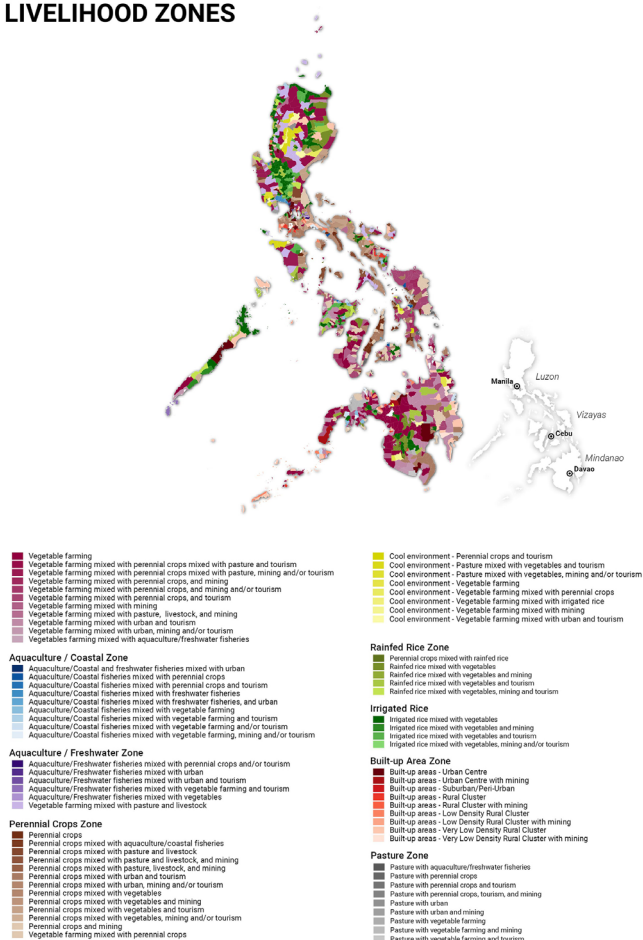 LIVELIHOOD ZONES
Luzon
Manila
Vizayas
Cebu
Mindanao
Davao
Vegetable farming
Vegetable farming mixed with perennial crops mixed with pasture and tourism
Vegetable farming mixed with perennial crops mixed with pasture, mining and/or tourism
Vegetable farming mixed with perennial crops, and mining
Vegetable farming mixed with perennial crops, and mining and/or tourism
Vegetable farming mixed with perennial crops, and tourism
Vegetable farming mixed with mining
Vegetable farming mixed with pasture, livestock, and mining
Vegetable farming mixed with urban and tourism
Vegetable farming mixed with urban, mining and/or tourism
Vegetables farming mixed with aquaculture/freshwater fisheries
Aquaculture / Coastal Zone
Aquaculture/Coastal and freshwater fisheries mixed with urban
Aquaculture/Coastal fisheries mixed with perennial crops
Aquaculture/Coastal fisheries mixed with perennial crops and tourism
Aquaculture/Coastal fisheries mixed with freshwater fisheries
Aquaculture/Coastal fisheries mixed with freshwater fisheries, and urban
Aquaculture/Coastal fisheries mixed with vegetable farming
Aquaculture/Coastal fisheries mixed with vegetable farming and tourism
Aquaculture/Coastal fisheries mixed with vegetable farming and/or tourism
Aquaculture/Coastal fisheries mixed with vegetable farming, mining and/or tourism
Aquaculture / Freshwater Zone
Aquaculture/Freshwater fisheries mixed with perennial crops and/or tourism
Aquaculture/Freshwater fisheries mixed with urban
Aquaculture/Freshwater fisheries mixed with urban and tourism
Aquaculture/Freshwater fisheries mixed with vegetable farming and tourism
Aquaculture/Freshwater fisheries mixed with vegetables
Vegetable farming mixed with pasture and livestock
Perennial Crops Zone
Perennial crops
Perennial crops mixed with aquaculture/coastal fisheries
Perennial crops mixed with pasture and livestock
Perennial crops mixed with pasture and livestock, and mining
Perennial crops mixed with pasture, livestock, and mining
Perennial crops mixed with urban and tourism
Perennial crops mixed with urban, mining and/or tourism
Perennial crops mixed with vegetables
Perennial crops mixed with vegetables and mining
Perennial crops mixed with vegetables and tourism
Perennial crops mixed with vegetables, mining and/or tourism
Perennial crops and mining
Vegetable farming mixed with perennial crops
Cool environment - Perennial crops and tourism
Cool environment - Pasture mixed with vegetables and tourism
Cool environment - Pasture mixed with vegetables, mining and/or tourism
Cool environment - Vegetable farming
Cool environment - Vegetable farming mixed with perennial crops
Cool environment - Vegetable farming mixed with irrigated rice
Cool environment - Vegetable farming mixed with mining
Cool environment - Vegetable farming mixed with urban and tourism
Rainfed Rice Zone
Perennial crops mixed with rainfed rice
Rainfed rice mixed with vegetables
Rainfed rice mixed with vegetables and mining
Rainfed rice mixed with vegetables and tourism
Rainfed rice mixed with vegetables, mining and tourism
Irrigated Rice
Irrigated rice mixed with vegetables
Irrigated rice mixed with vegetables and mining
Irrigated rice mixed with vegetables and tourism
Irrigated rice mixed with vegetables, mining and/or tourism
Built-up Area Zone
Built-up areas - Urban Centre
Built-up areas - Urban Centre with mining
Built-up areas - Suburban/Peri-Urban
Built-up areas - Rural Cluster
Built-up areas - Rural Cluster with mining
Built-up areas - Low Density Rural Cluster
Built-up areas - Low Density Rural Cluster with mining
Built-up areas - Very Low Density Rural Cluster
Built-up areas - Very Low Density Rural Cluster with mining
Pasture Zone
Pasture with aquaculture/freshwater fisheries
Pasture with perennial crops
Pasture with perennial crops and tourism
Pasture with perennial crops, tourism, and mining
Pasture with urban
Pasture with urban and mining
Pasture with vegetable farming
Pasture with vegetable farming and mining
Pasture with vegetable farming and tourism